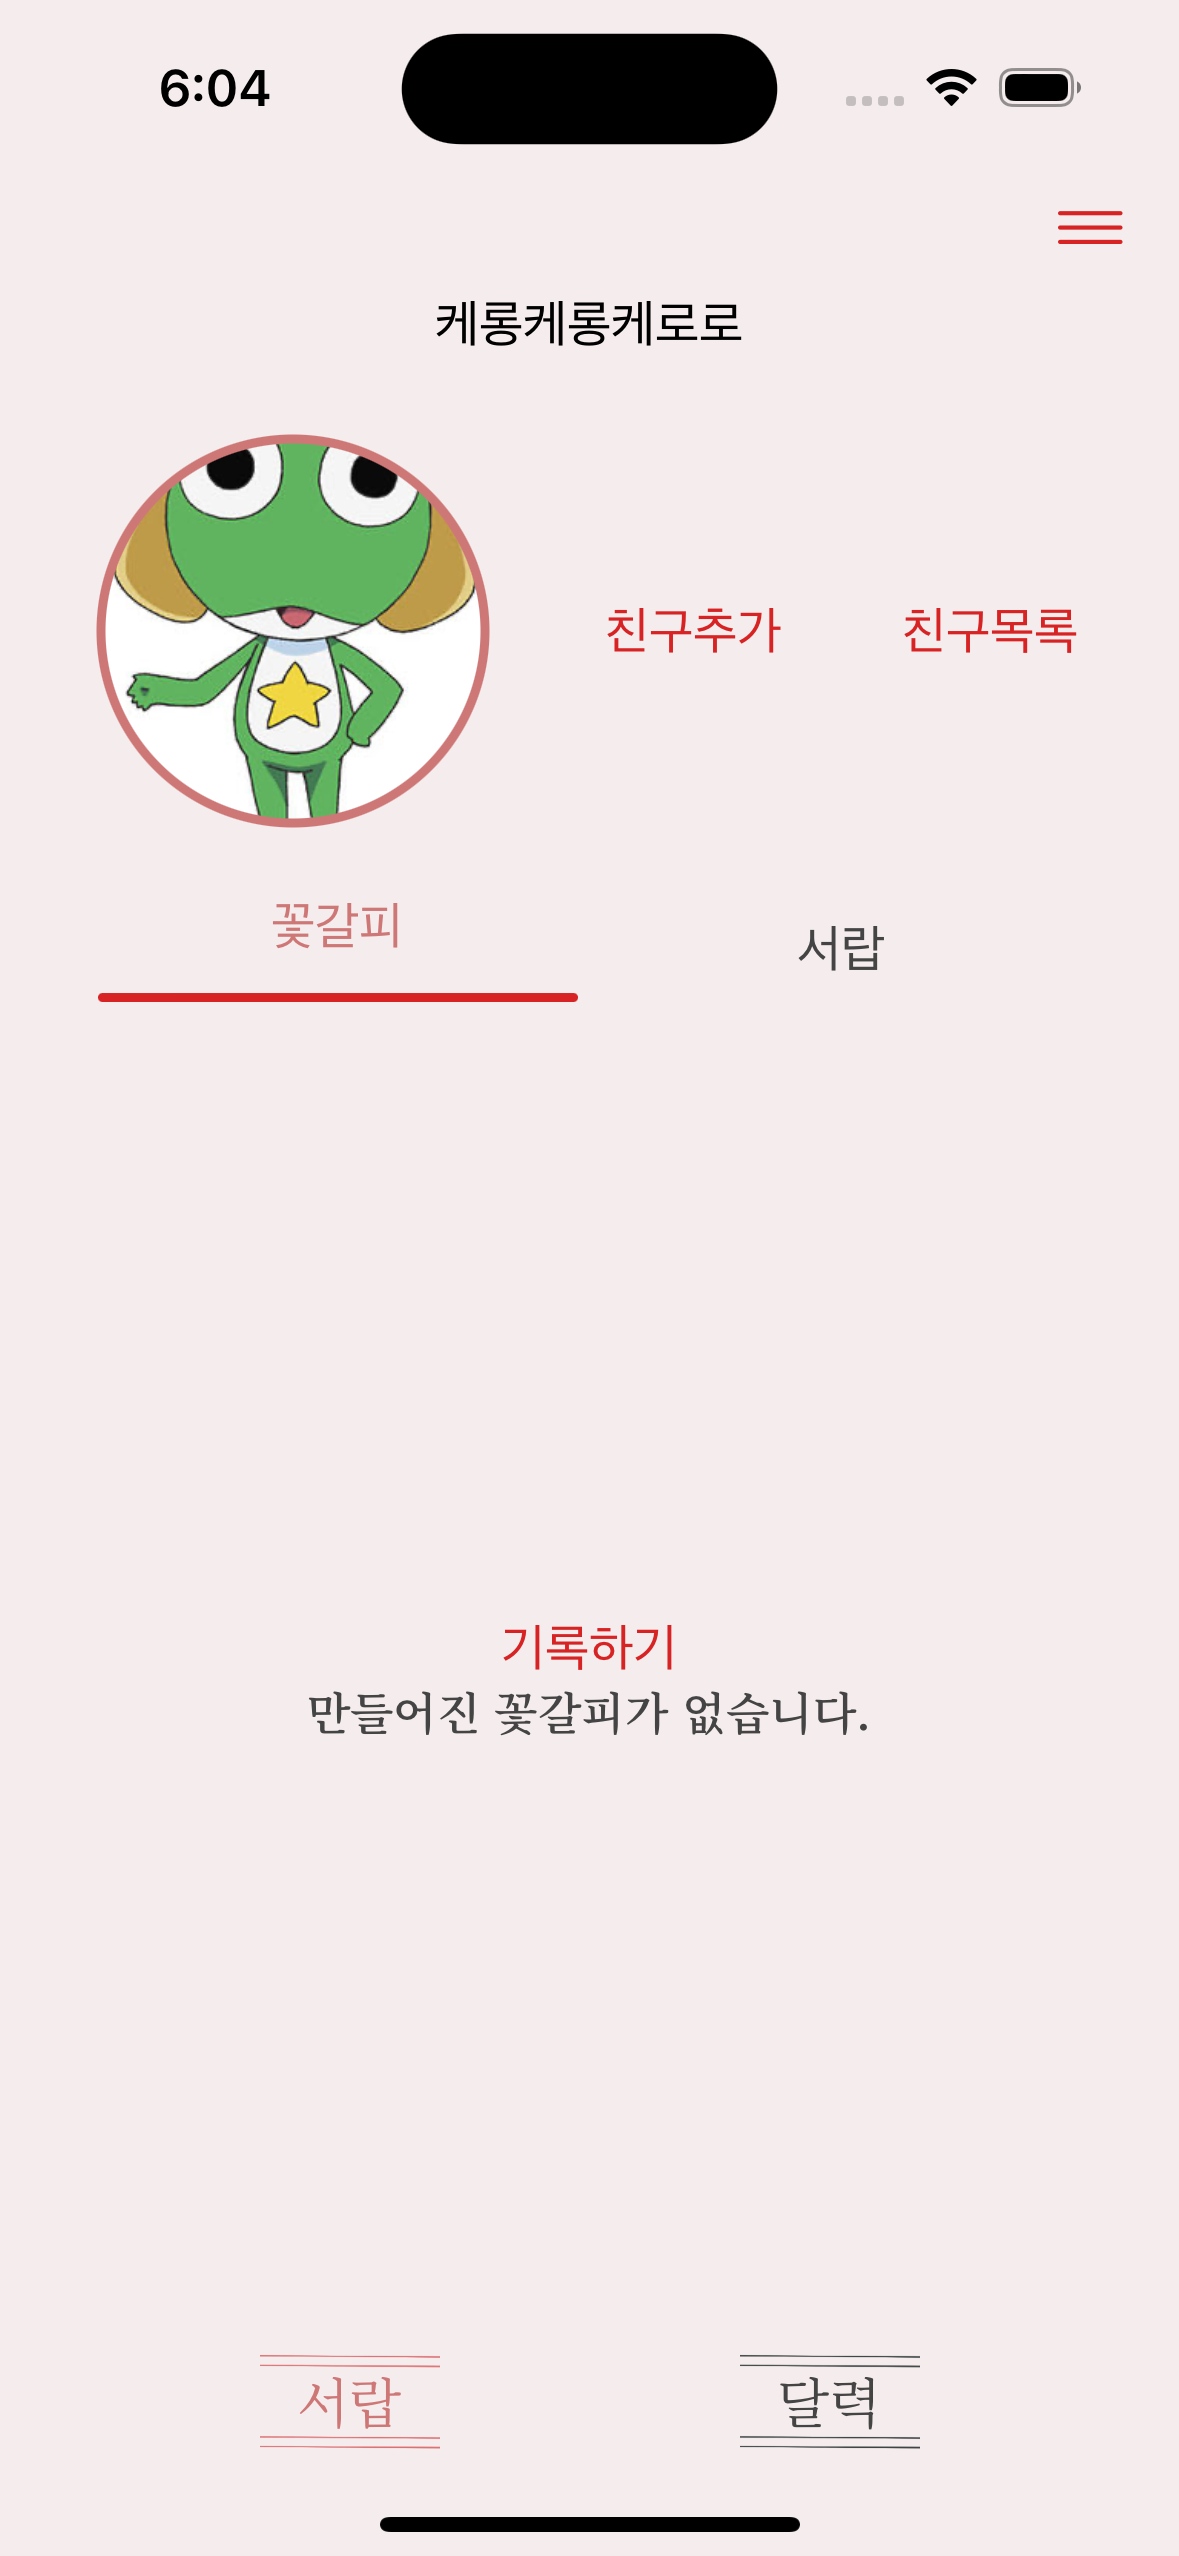 6:04
케롱케롱케로로
친구추가 친구목록
꽃갈피 서랍
기록하기
만들어진 꽃갈피가 없습니다.
서랍 달력